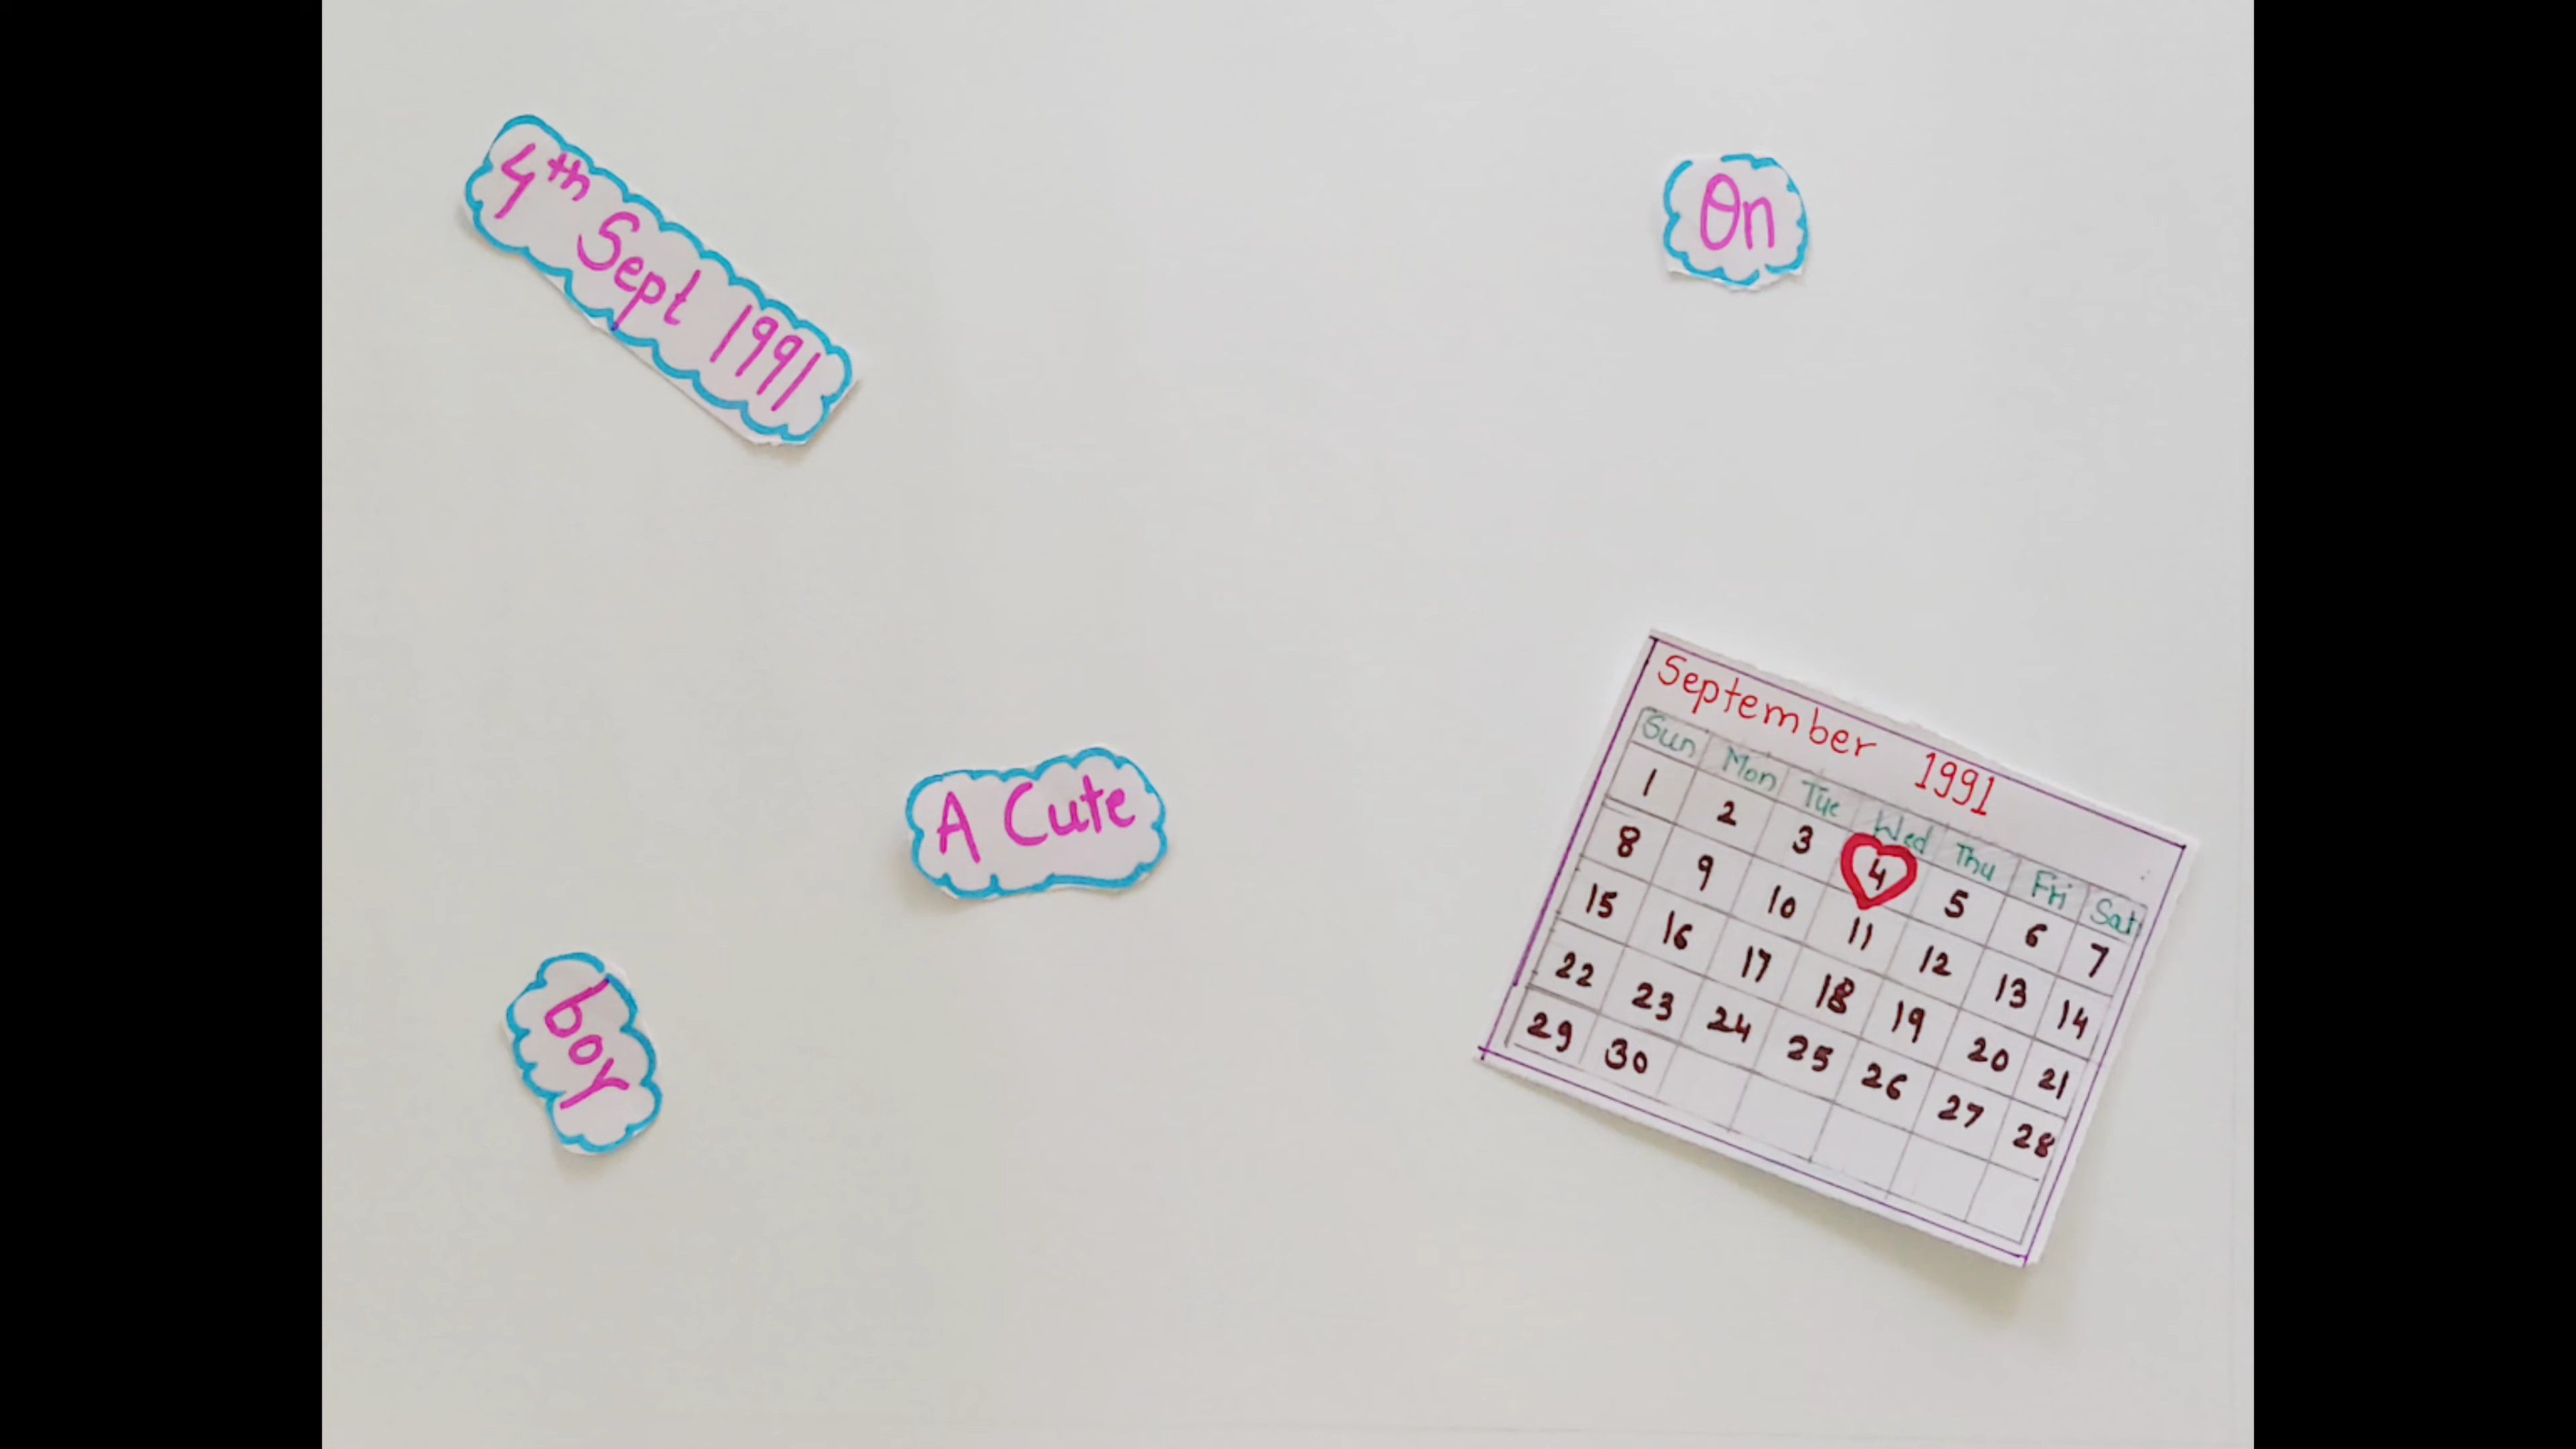 4th Sept 1991
On
A Cute
boy
September 1991
Sun Mon Tue Wed Thu Fri Sat
1 2 3 4 5 6 7
8 9 10 11 12 13 14
15 16 17 18 19 20 21
22 23 24 25 26 27 28
29 30